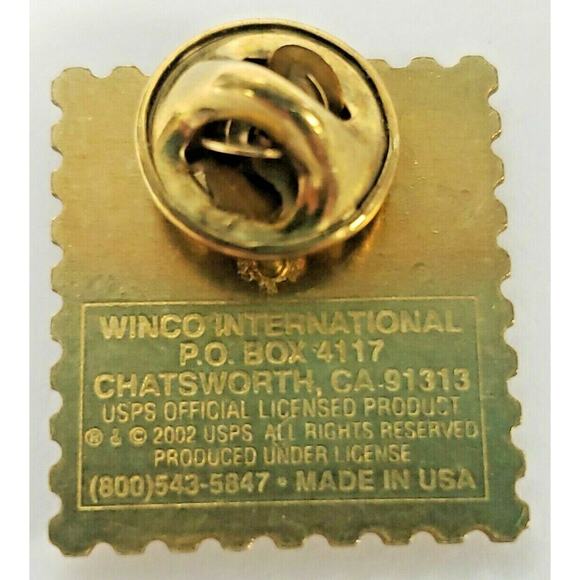 WINCO INTERNATIONAL
P.O. BOX 4117
CHATSWORTH, CA 91313
USPS OFFICIAL LICENSED PRODUCT
® & © 2002 USPS ALL RIGHTS RESERVED
PRODUCED UNDER LICENSE
(800)543-5847 • MADE IN USA